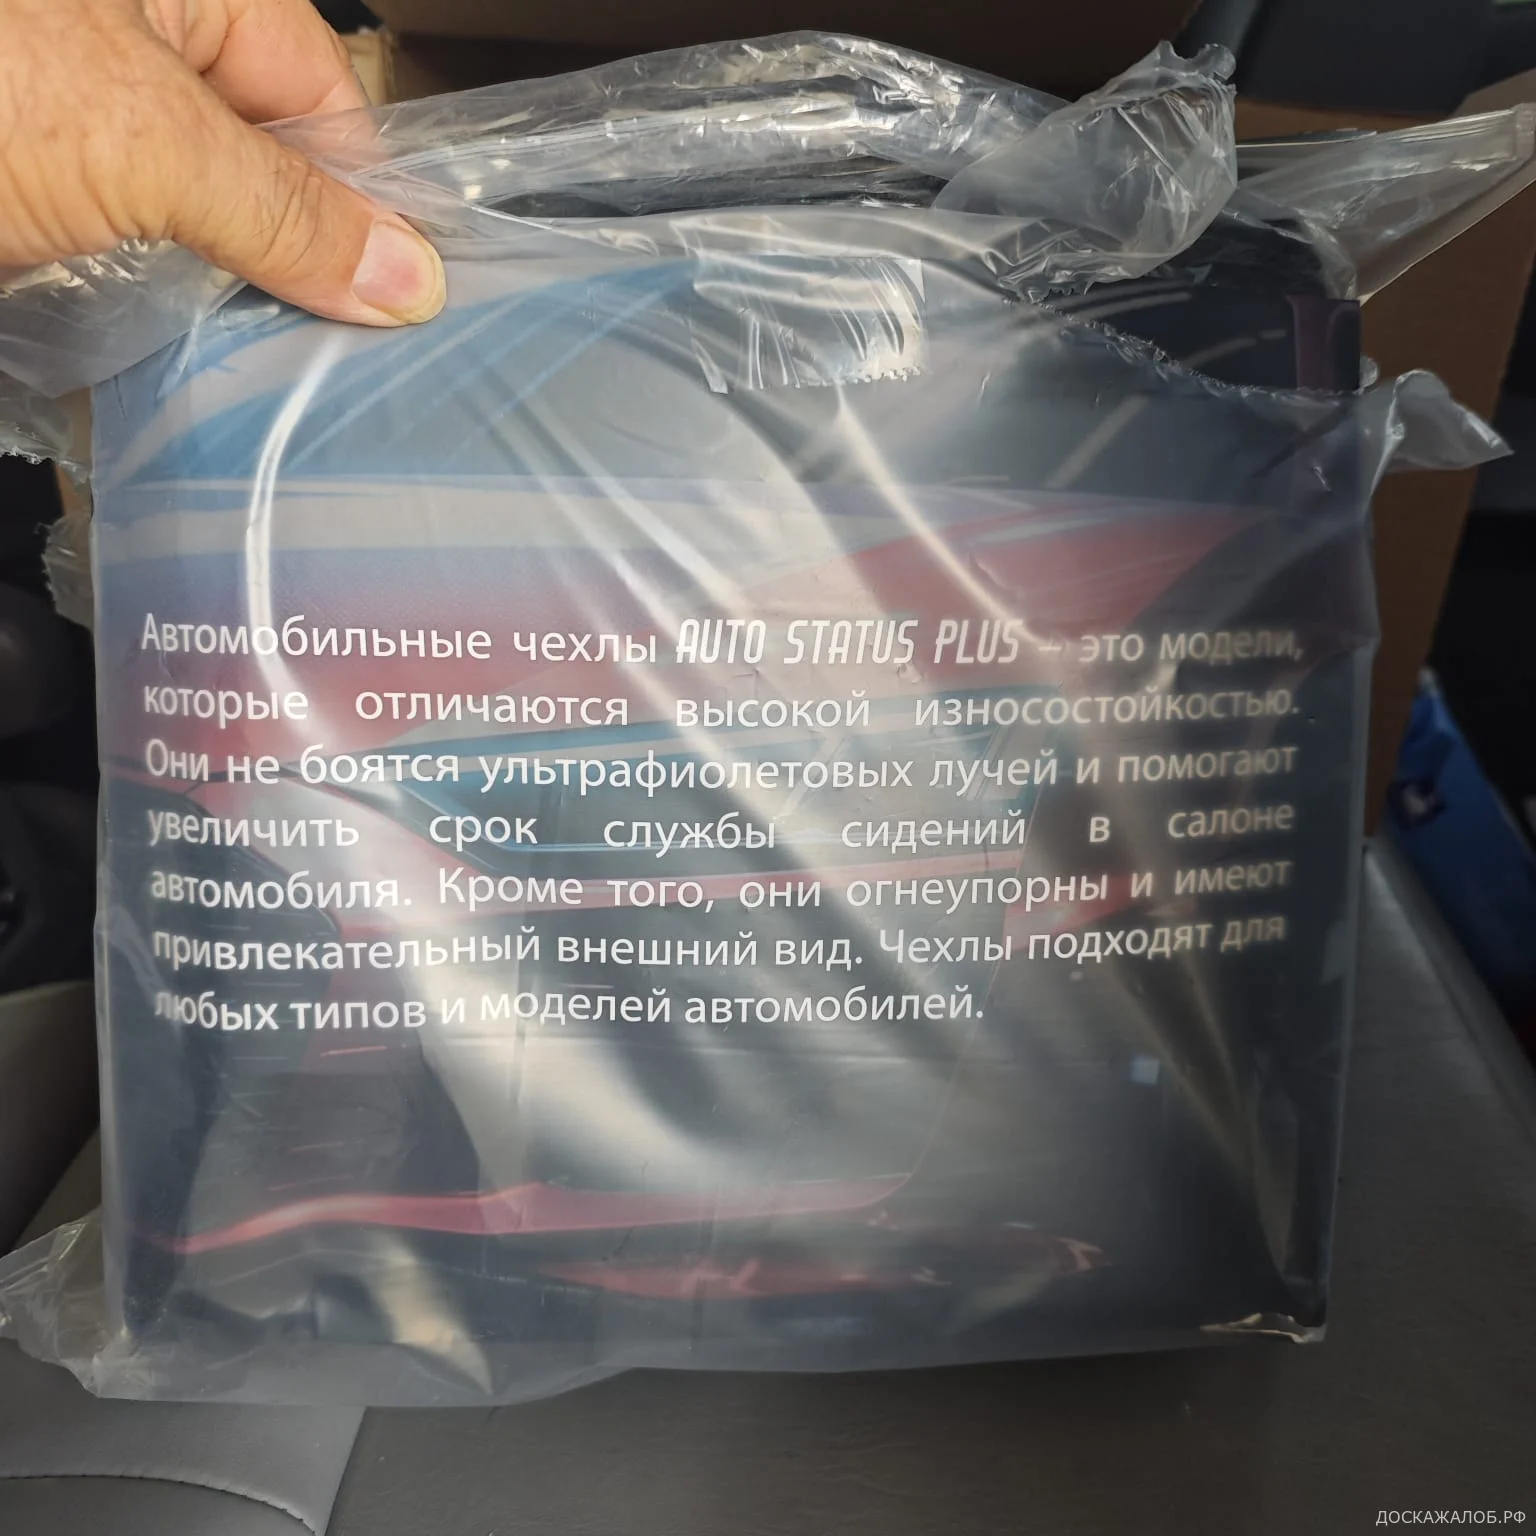 Автомобильные чехлы AUTO STATUS PLUS – это модели,
которые отличаются высокой износостойкостью.
Они не боятся ультрафиолетовых лучей и помогают
увеличить срок службы сидений в салоне
автомобиля. Кроме того, они огнеупорны и имеют
привлекательный внешний вид. Чехлы подходят для
любых типов и моделей автомобилей.
ДОСКАЖАЛОБ.РФ